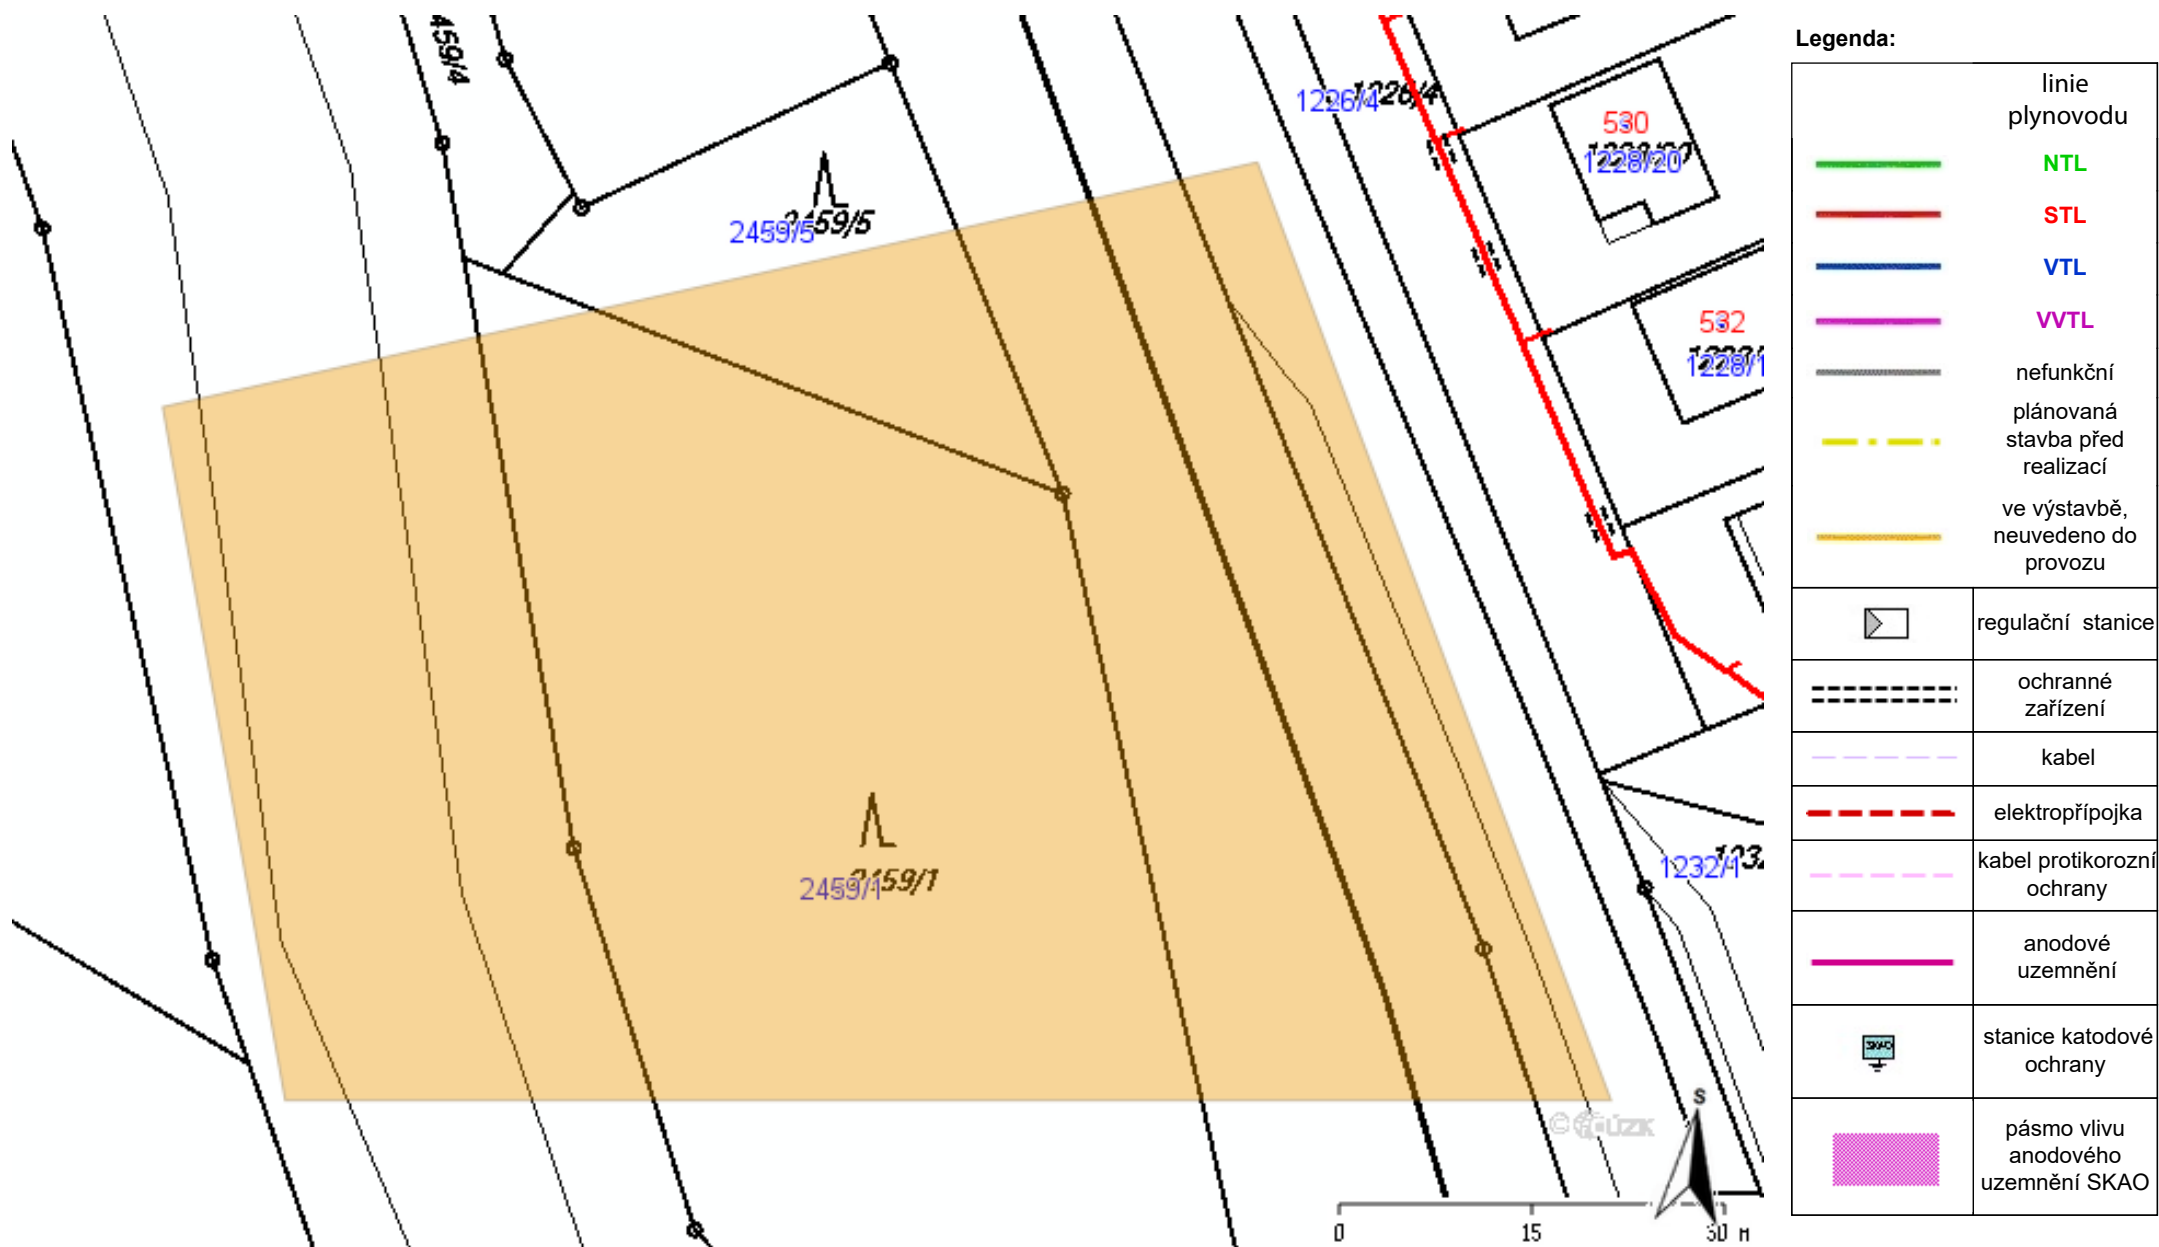 459/4
1226/4
1226/4
530
1228/20
2459/5
2459/5
532
1228/1
2459/1
2459/1
1232/1
© ČÚZK
S
0 15 30 M
Legenda:
linie
plynovodu
NTL
STL
VTL
VVTL
nefunkční
plánovaná
stavba před
realizací
ve výstavbě,
neuvedeno do
provozu
regulační stanice
ochranné
zařízení
kabel
elektropřípojka
kabel protikorozní
ochrany
anodové
uzemnění
SKAO
stanice katodové
ochrany
pásmo vlivu
anodového
uzemnění SKAO